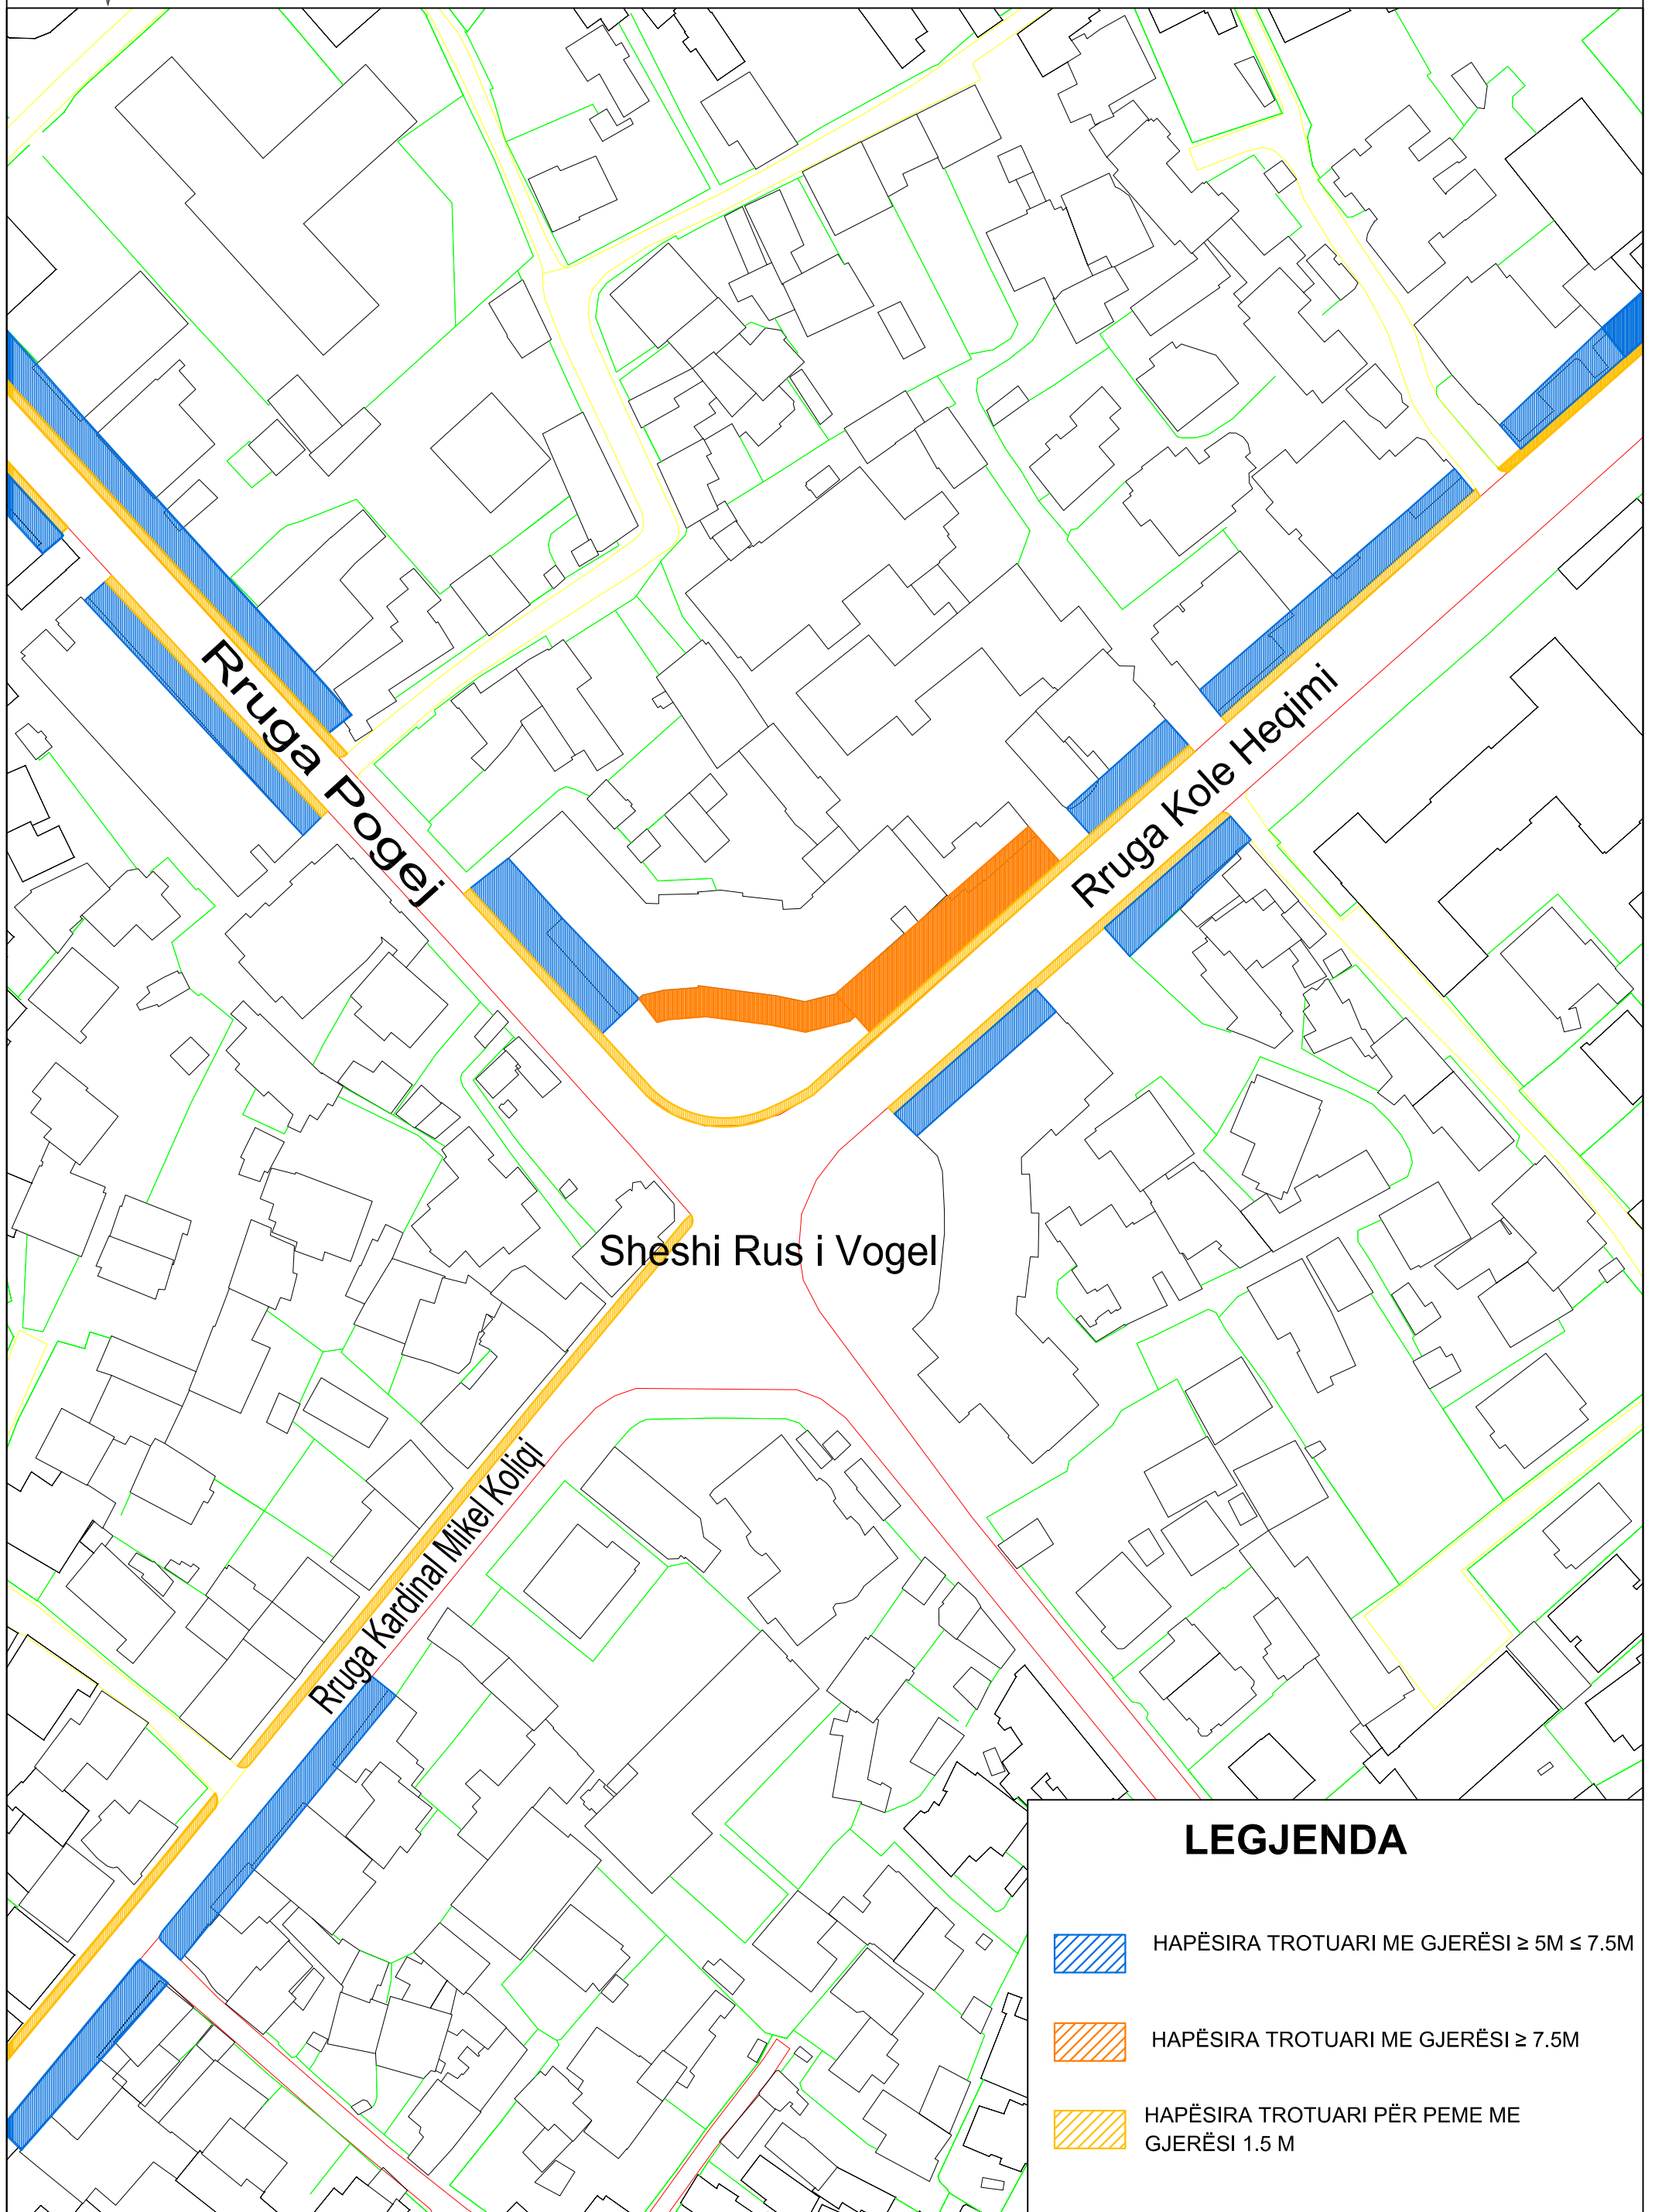 Rruga Pogej
Rruga Kole Heqimi
Sheshi Rus i Vogel
Rruga Kardinal Mikel Koliqi
LEGJENDA
HAPËSIRA TROTUARI ME GJERËSI ≥ 5M ≤ 7.5M
HAPËSIRA TROTUARI ME GJERËSI ≥ 7.5M
HAPËSIRA TROTUARI PËR PEME ME
GJERËSI 1.5 M